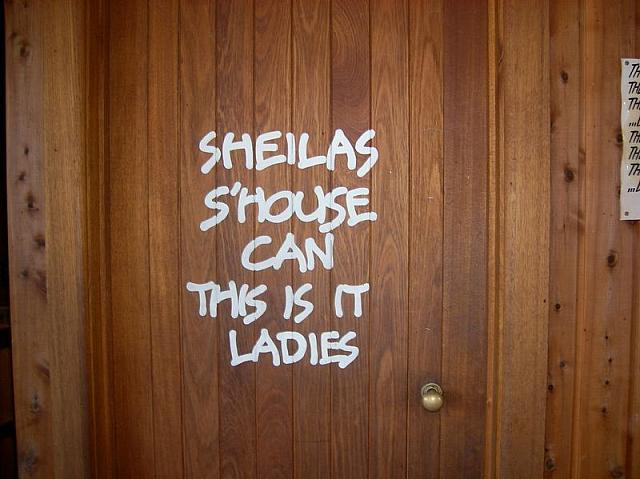 SHEILAS
S'HOUSE
CAN
THIS IS IT
LADIES